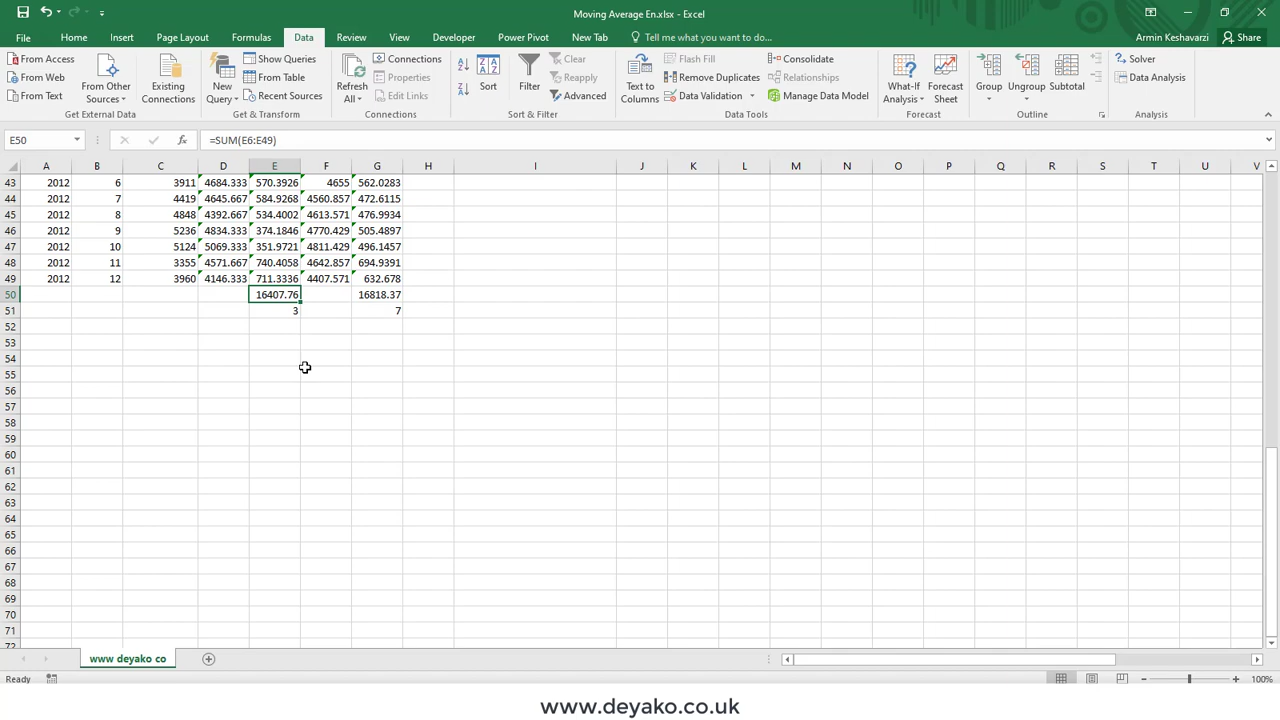 Moving Average En.xlsx - Excel
File Home Insert Page Layout Formulas Data Review View Developer Power Pivot New Tab Tell me what you want to do... Armin Keshavarzi Share
From Access From Web From Text From Other Sources Existing Connections New Query Show Queries From Table Recent Sources Refresh All Connections Properties Edit Links Sort Filter Clear Reapply Advanced Text to Columns Flash Fill Remove Duplicates Data Validation Consolidate Relationships Manage Data Model What-If Analysis Forecast Sheet Group Ungroup Subtotal Solver Data Analysis
Get External Data Get & Transform Connections Sort & Filter Data Tools Forecast Outline Analysis
E50 fx =SUM(E6:E49)
A B C D E F G H I J K L M N O P Q R S T U V
43 2012 6 3911 4684.333 570.3926 4655 562.0283
44 2012 7 4419 4645.667 584.9268 4560.857 472.6115
45 2012 8 4848 4392.667 534.4002 4613.571 476.9934
46 2012 9 5236 4834.333 374.1846 4770.429 505.4897
47 2012 10 5124 5069.333 351.9721 4811.429 496.1457
48 2012 11 3355 4571.667 740.4058 4642.857 694.9391
49 2012 12 3960 4146.333 711.3336 4407.571 632.678
50 16407.76 16818.37
51 3 7
52
53
54
55
56
57
58
59
60
61
62
63
64
65
66
67
68
69
70
71
72
www deyako co
Ready 100%
www.deyako.co.uk